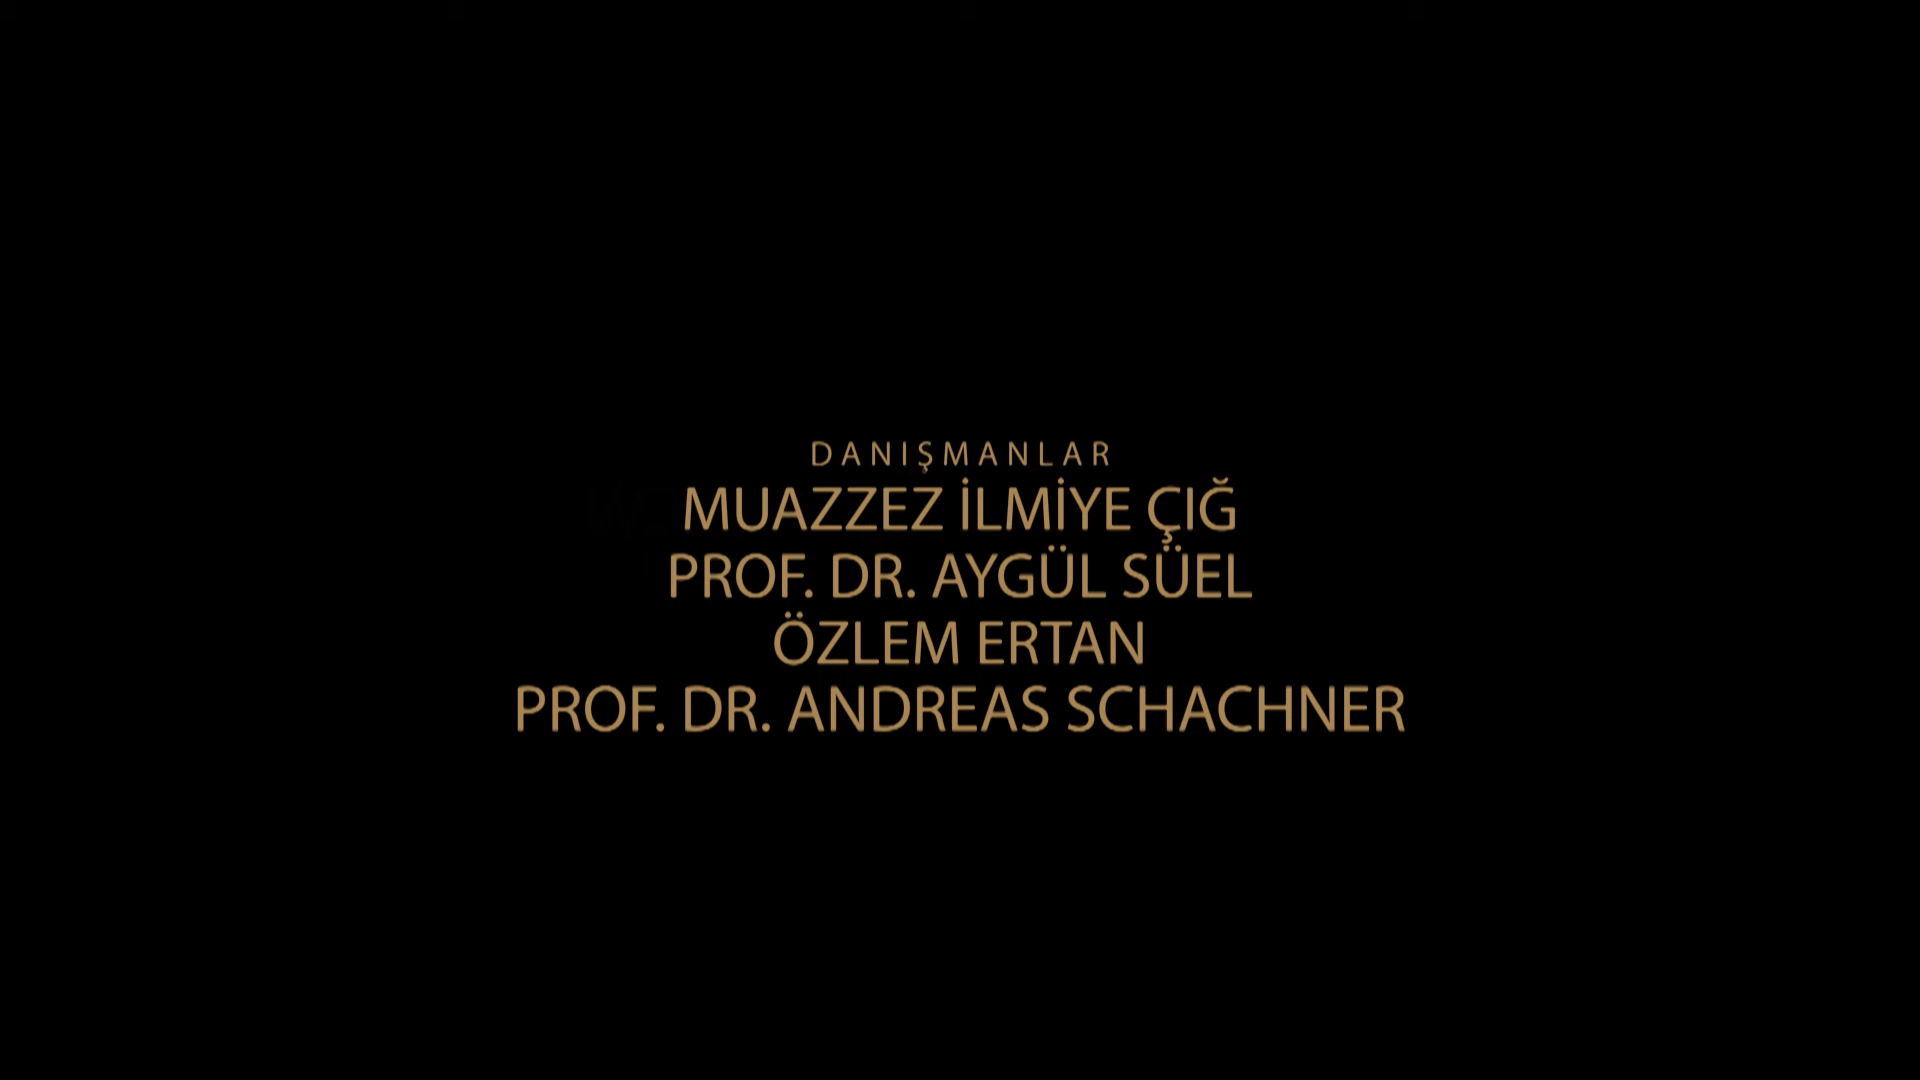 DANIŞMANLAR
MUAZZEZ İLMİYE ÇIĞ
PROF. DR. AYGÜL SÜEL
ÖZLEM ERTAN
PROF. DR. ANDREAS SCHACHNER